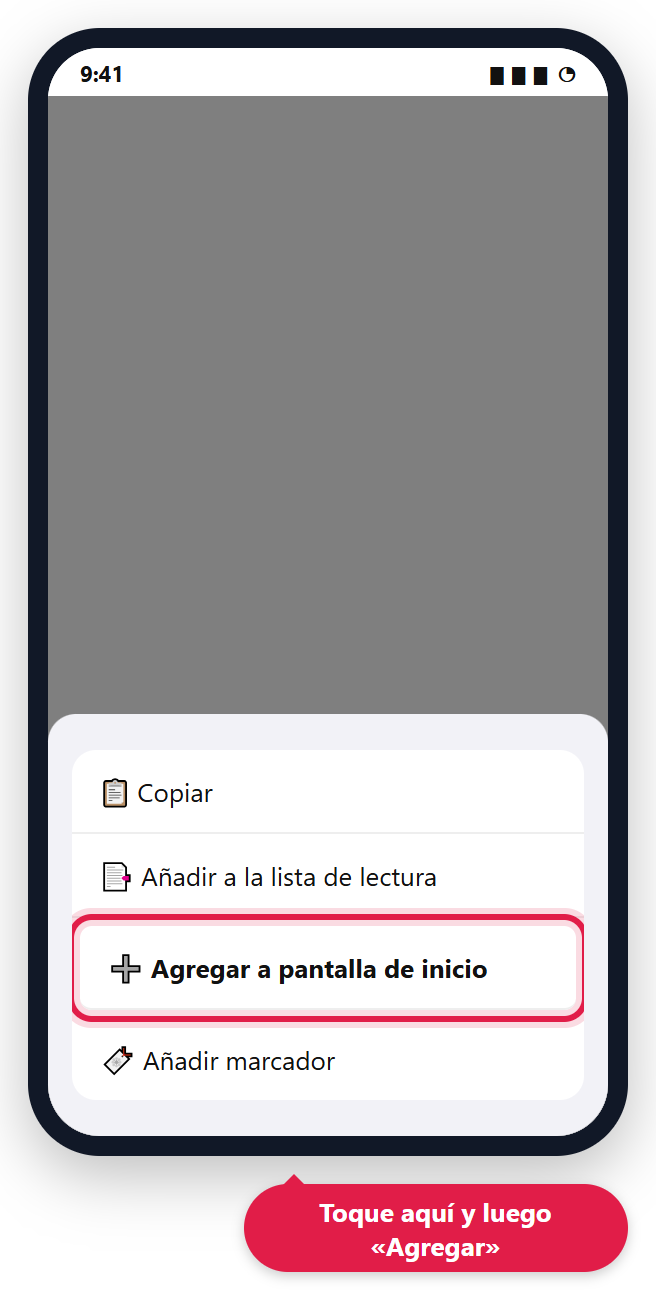 9:41
Copiar
Añadir a la lista de lectura
Agregar a pantalla de inicio
Añadir marcador
Toque aquí y luego
«Agregar»